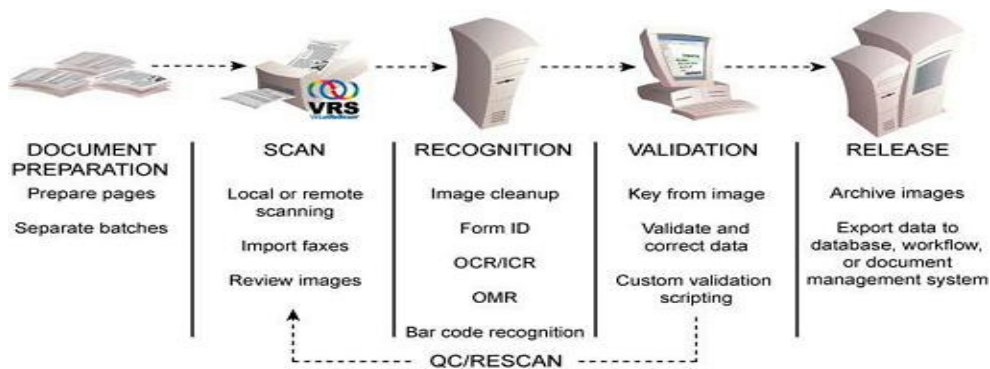 VRS
DOCUMENT
PREPARATION
Prepare pages
Separate batches
SCAN
Local or remote
scanning
Import faxes
Review images
RECOGNITION
Image cleanup
Form ID
OCR/ICR
OMR
Bar code recognition
VALIDATION
Key from image
Validate and
correct data
Custom validation
scripting
RELEASE
Archive images
Export data to
database, workflow,
or document
management system
QC/RESCAN